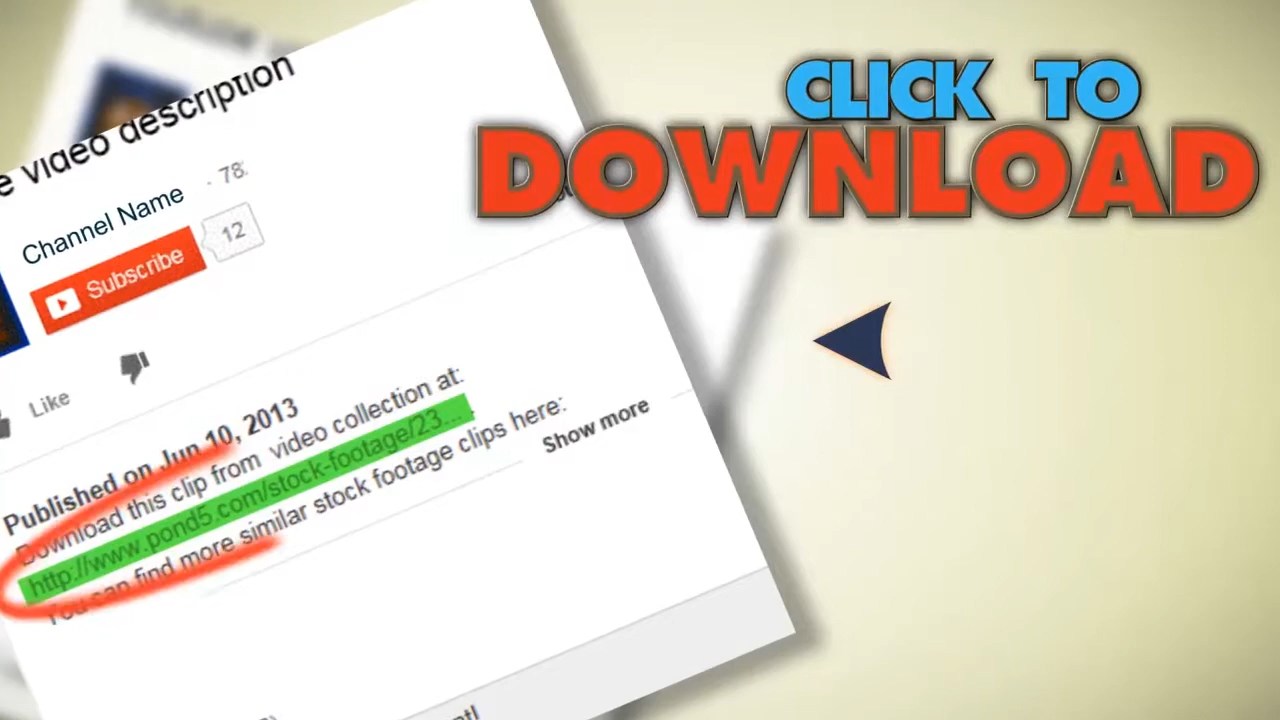 CLICK TO
DOWNLOAD
e video description
Channel Name
78
Subscribe
12
Like
Published on Jun 10, 2013
Download this clip from video collection at:
http://www.pond5.com/stock-footage/23...
You can find more similar stock footage clips here:
Show more